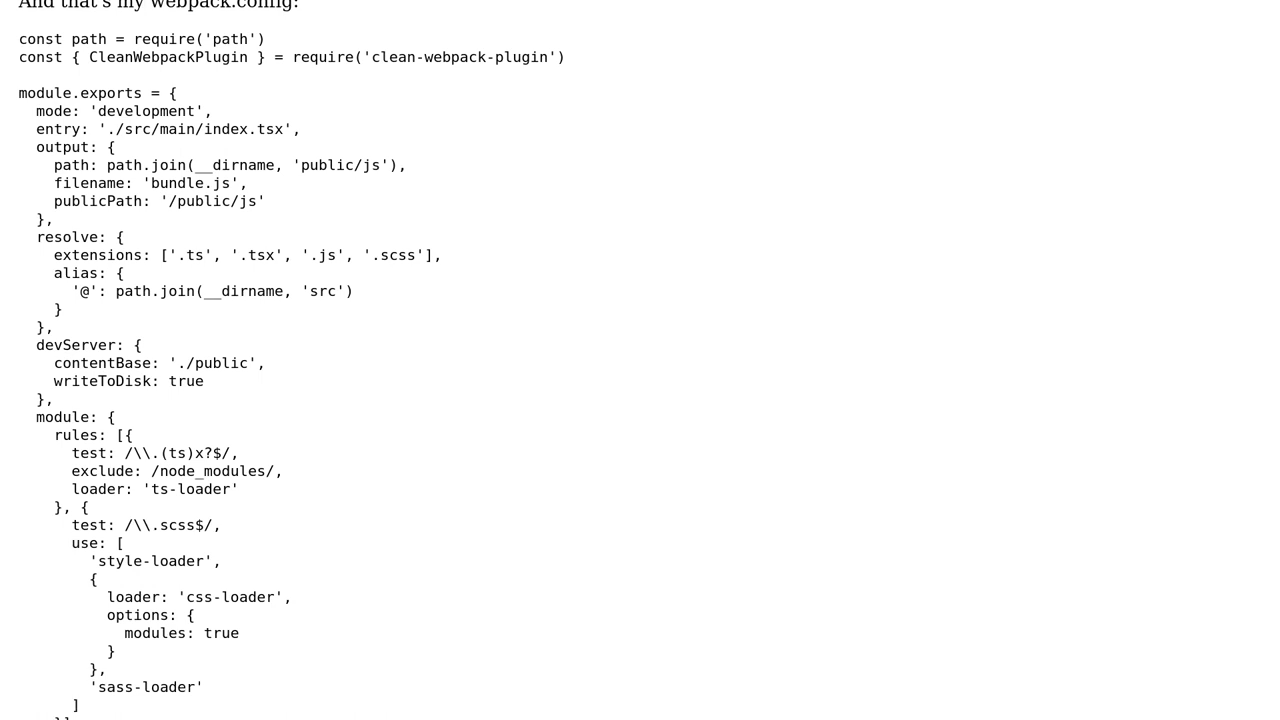 And that's my webpack.config:
const path = require('path')
const { CleanWebpackPlugin } = require('clean-webpack-plugin')

module.exports = {
  mode: 'development',
  entry: './src/main/index.tsx',
  output: {
    path: path.join(__dirname, 'public/js'),
    filename: 'bundle.js',
    publicPath: '/public/js'
  },
  resolve: {
    extensions: ['.ts', '.tsx', '.js', '.scss'],
    alias: {
      '@': path.join(__dirname, 'src')
    }
  },
  devServer: {
    contentBase: './public',
    writeToDisk: true
  },
  module: {
    rules: [{
      test: /\\.(ts)x?$/,
      exclude: /node_modules/,
      loader: 'ts-loader'
    }, {
      test: /\\.scss$/,
      use: [
        'style-loader',
        {
          loader: 'css-loader',
          options: {
            modules: true
          }
        },
        'sass-loader'
      ]
    }]